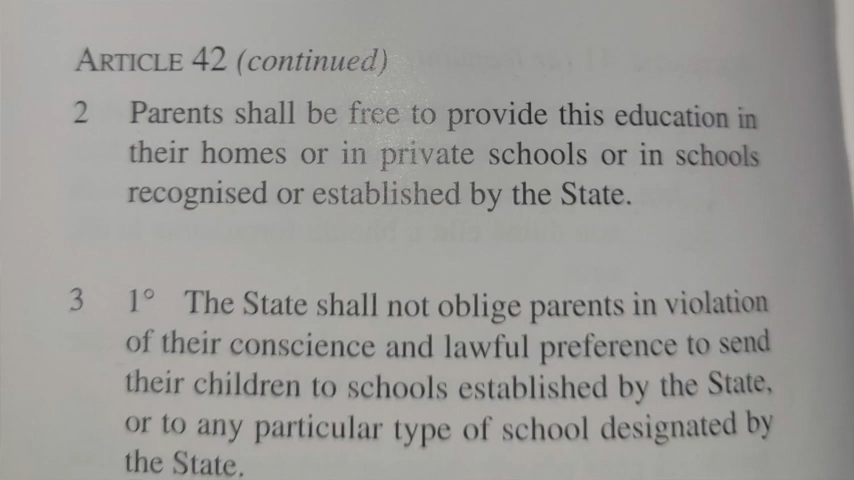 ARTICLE 42 (continued)
2 Parents shall be free to provide this education in
their homes or in private schools or in schools
recognised or established by the State.
3 1° The State shall not oblige parents in violation
of their conscience and lawful preference to send
their children to schools established by the State,
or to any particular type of school designated by
the State.